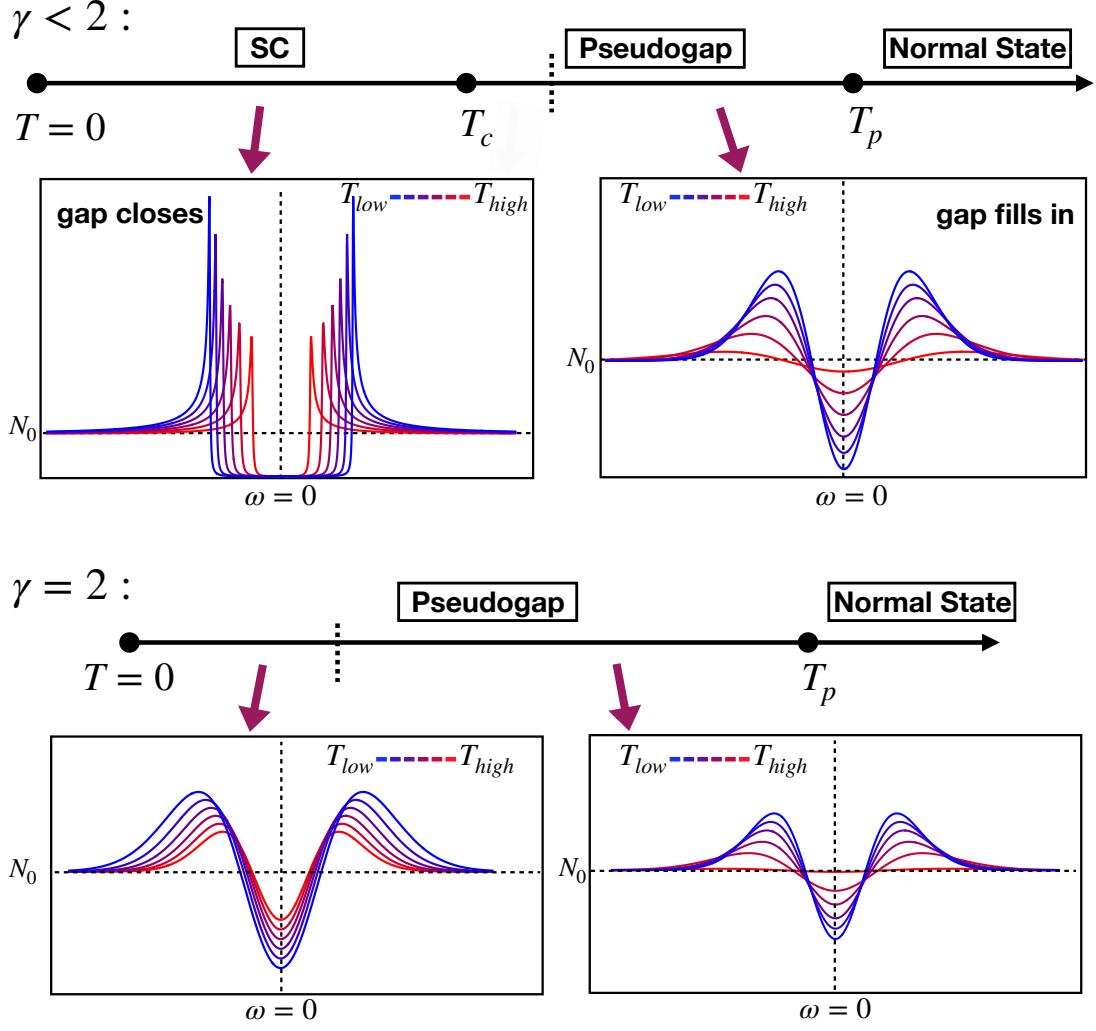 γ < 2 :
SC
Pseudogap
Normal State
T = 0
T_c
T_p
gap closes
T_low T_high
N_0
ω = 0
T_low T_high
gap fills in
N_0
ω = 0
γ = 2 :
Pseudogap
Normal State
T = 0
T_p
T_low T_high
N_0
ω = 0
T_low T_high
N_0
ω = 0